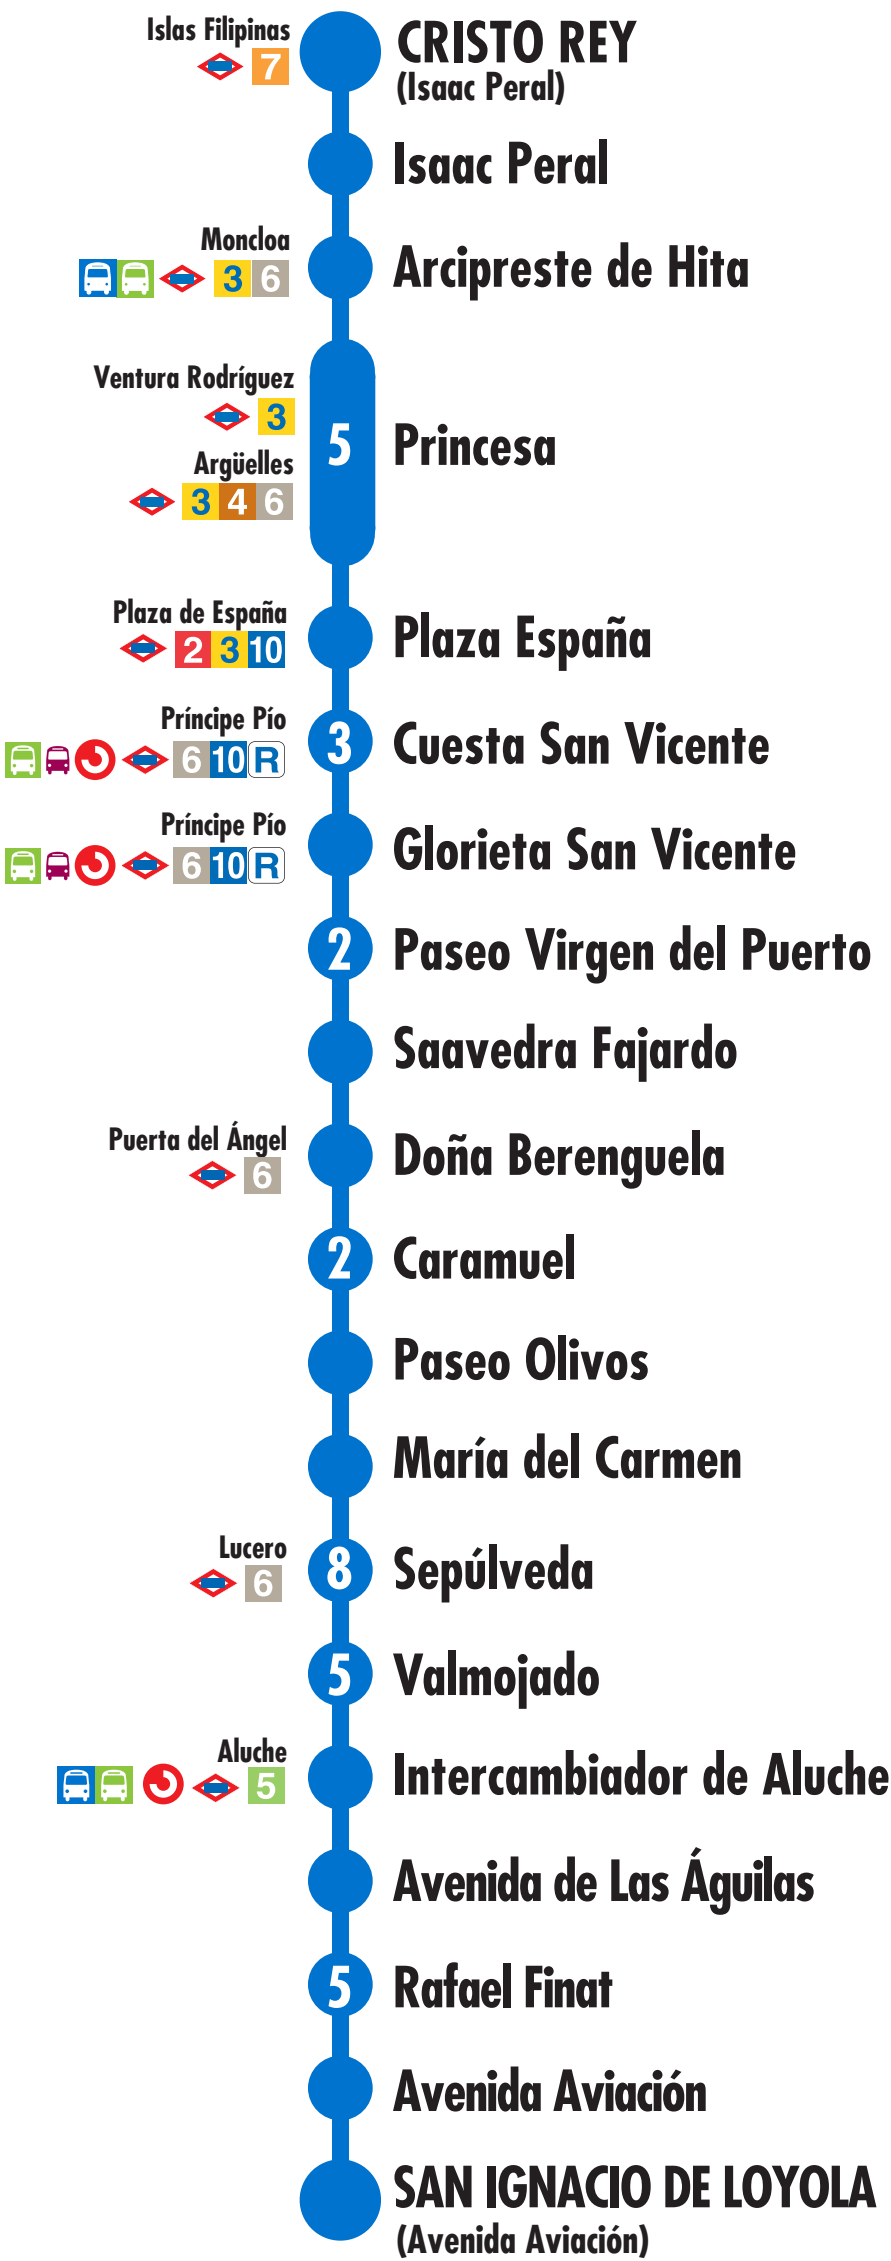 Islas Filipinas
7
CRISTO REY
(Isaac Peral)
Isaac Peral
Moncloa
3 6
Arcipreste de Hita
Ventura Rodríguez
3
Argüelles
3 4 6
5
Princesa
Plaza de España
2 3 10
Plaza España
Príncipe Pío
6 10 R
3
Cuesta San Vicente
Príncipe Pío
6 10 R
Glorieta San Vicente
2
Paseo Virgen del Puerto
Saavedra Fajardo
Puerta del Ángel
6
Doña Berenguela
2
Caramuel
Paseo Olivos
María del Carmen
Lucero
6
8
Sepúlveda
5
Valmojado
Aluche
5
Intercambiador de Aluche
Avenida de Las Águilas
5
Rafael Finat
Avenida Aviación
SAN IGNACIO DE LOYOLA
(Avenida Aviación)